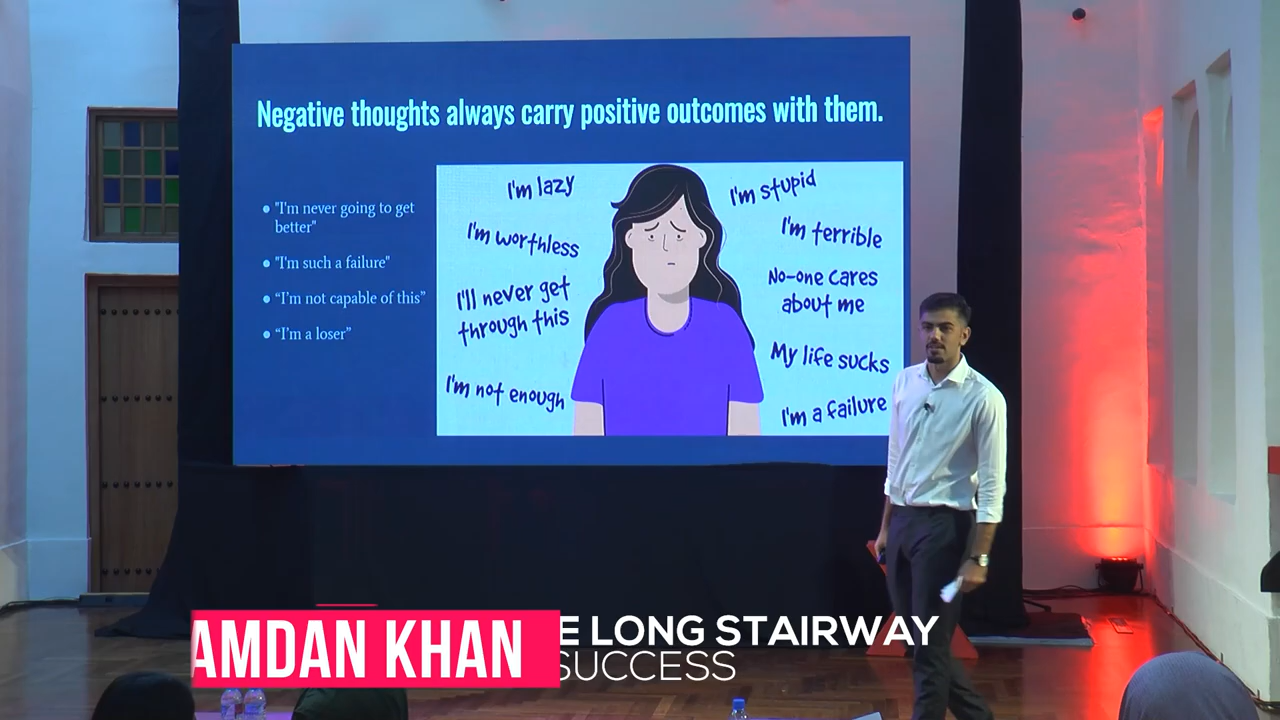 Negative thoughts always carry positive outcomes with them.
● "I'm never going to get
better"
● "I'm such a failure"
● “I’m not capable of this”
● “I’m a loser”
I'm lazy
I'm worthless
I'll never get
through this
I'm not enough
I'm stupid
I'm terrible
No-one cares
about me
My life sucks
I'm a failure
AMDAN KHAN
E LONG STAIRWAY
SUCCESS